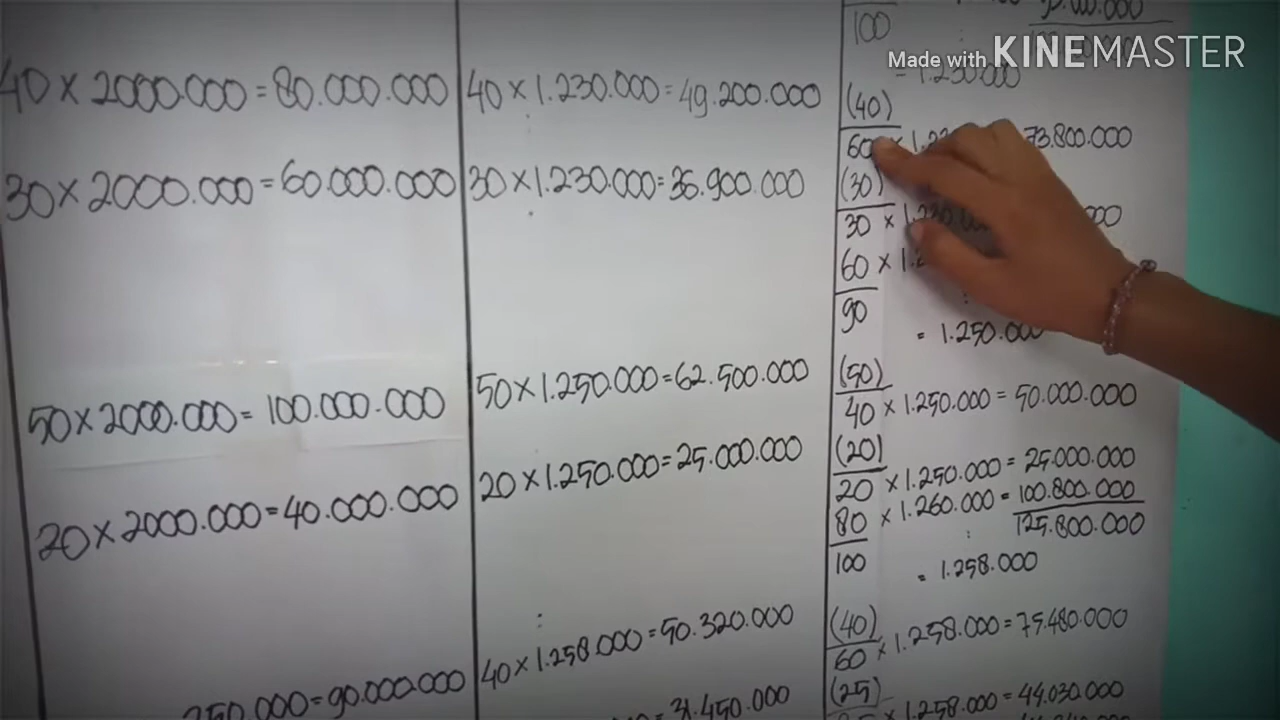 Made with KINEMASTER
40 x 2000.000 = 80.000.000
30 x 2000.000 = 60.000.000
50 x 2000.000 = 100.000.000
20 x 2000.000 = 40.000.000
250.000 = 90.000.000
40 x 1.230.000 = 49.200.000
30 x 1.230.000 = 36.900.000
50 x 1.250.000 = 62.500.000
20 x 1.250.000 = 25.000.000
40 x 1.258.000 = 50.320.000
= 31.450.000
100
= 1.230.000
(40)
60 x 73.800.000
(30)
30 x
60 x
90
= 1.250.000
(50)
40 x 1.250.000 = 50.000.000
(20)
20 x 1.250.000 = 25.000.000
80 x 1.260.000 = 100.800.000
125.800.000
100
= 1.258.000
(40)
60 x 1.258.000 = 75.480.000
(25)
x 1.258.000 = 44.030.000